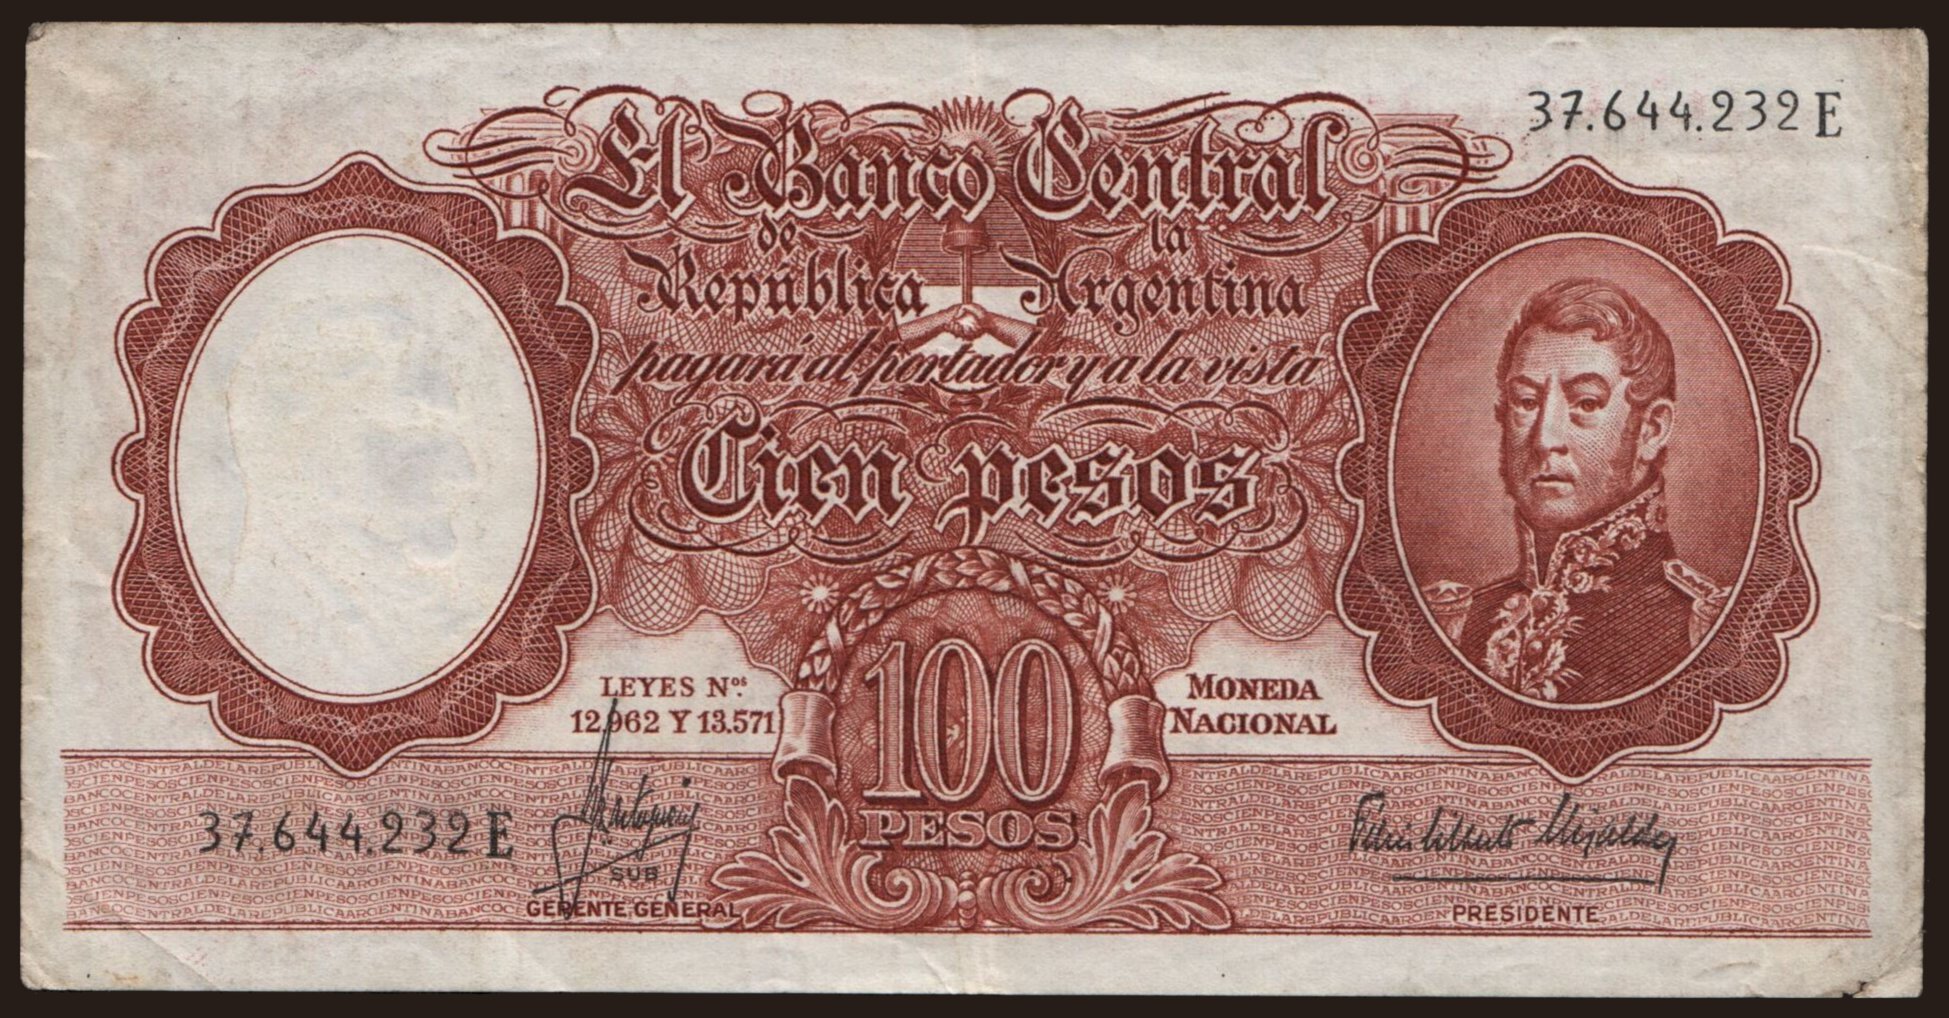 37.644.232 E
El Banco Central
de la
República Argentina
pagará al portador y a la vista
Cien pesos
LEYES Nos.
12,962 Y 13.571
MONEDA
NACIONAL
100
PESOS
37.644.232 E
SUB
GERENTE GENERAL
PRESIDENTE